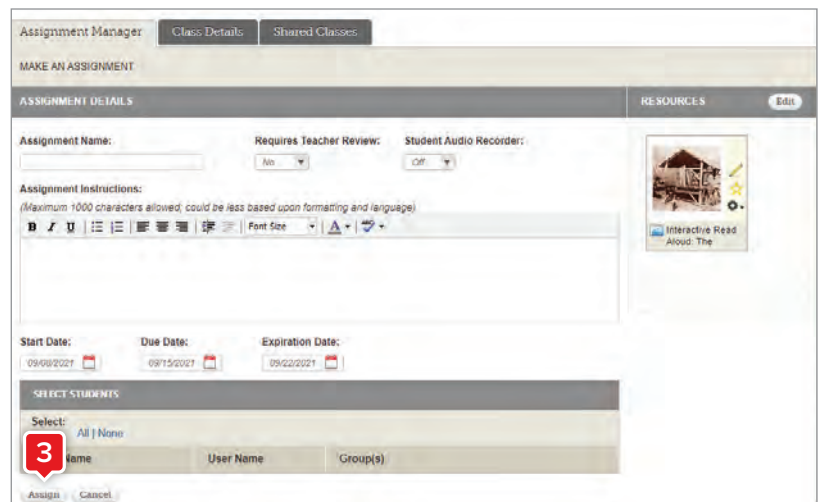 Assignment Manager Class Details Shared Classes
MAKE AN ASSIGNMENT
ASSIGNMENT DETAILS RESOURCES Edit
Assignment Name: Requires Teacher Review: Student Audio Recorder:
No Off
Assignment Instructions:
(Maximum 1000 characters allowed, could be less based upon formatting and language)
B I U Font Size A ABC
Interactive Read
Aloud: The
Start Date: Due Date: Expiration Date:
09/08/2021 09/15/2021 09/22/2021
SELECT STUDENTS
Select:
All | None
3 Name User Name Group(s)
Assign Cancel